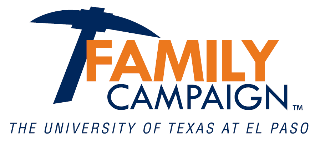 FAMILY
CAMPAIGN™
THE UNIVERSITY OF TEXAS AT EL PASO